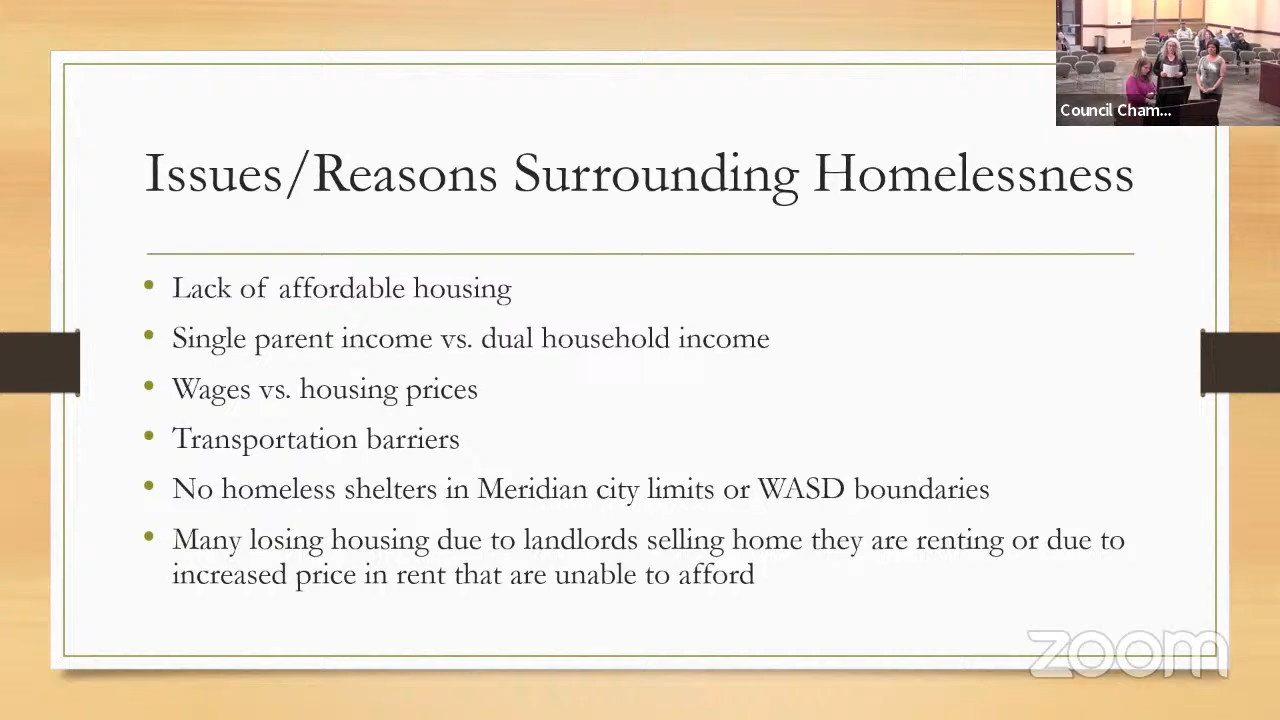 Council Cham...
Issues/Reasons Surrounding Homelessness
• Lack of affordable housing
• Single parent income vs. dual household income
• Wages vs. housing prices
• Transportation barriers
• No homeless shelters in Meridian city limits or WASD boundaries
• Many losing housing due to landlords selling home they are renting or due to
increased price in rent that are unable to afford
zoom